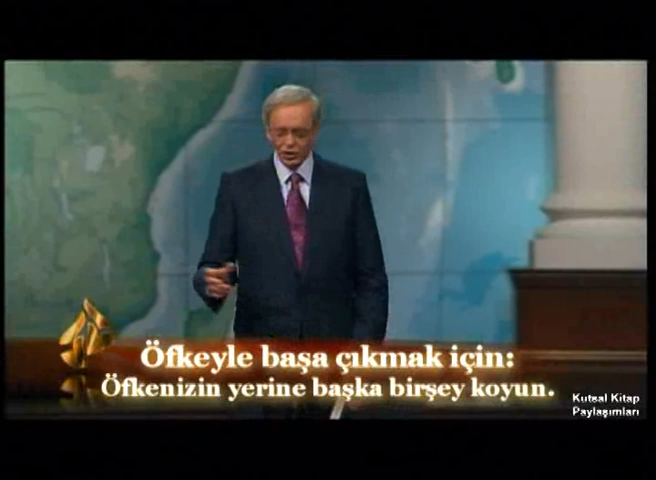 Öfkeyle başa çıkmak için:
Öfkenizin yerine başka birşey koyun.
Kutsal Kitap
Paylaşımları